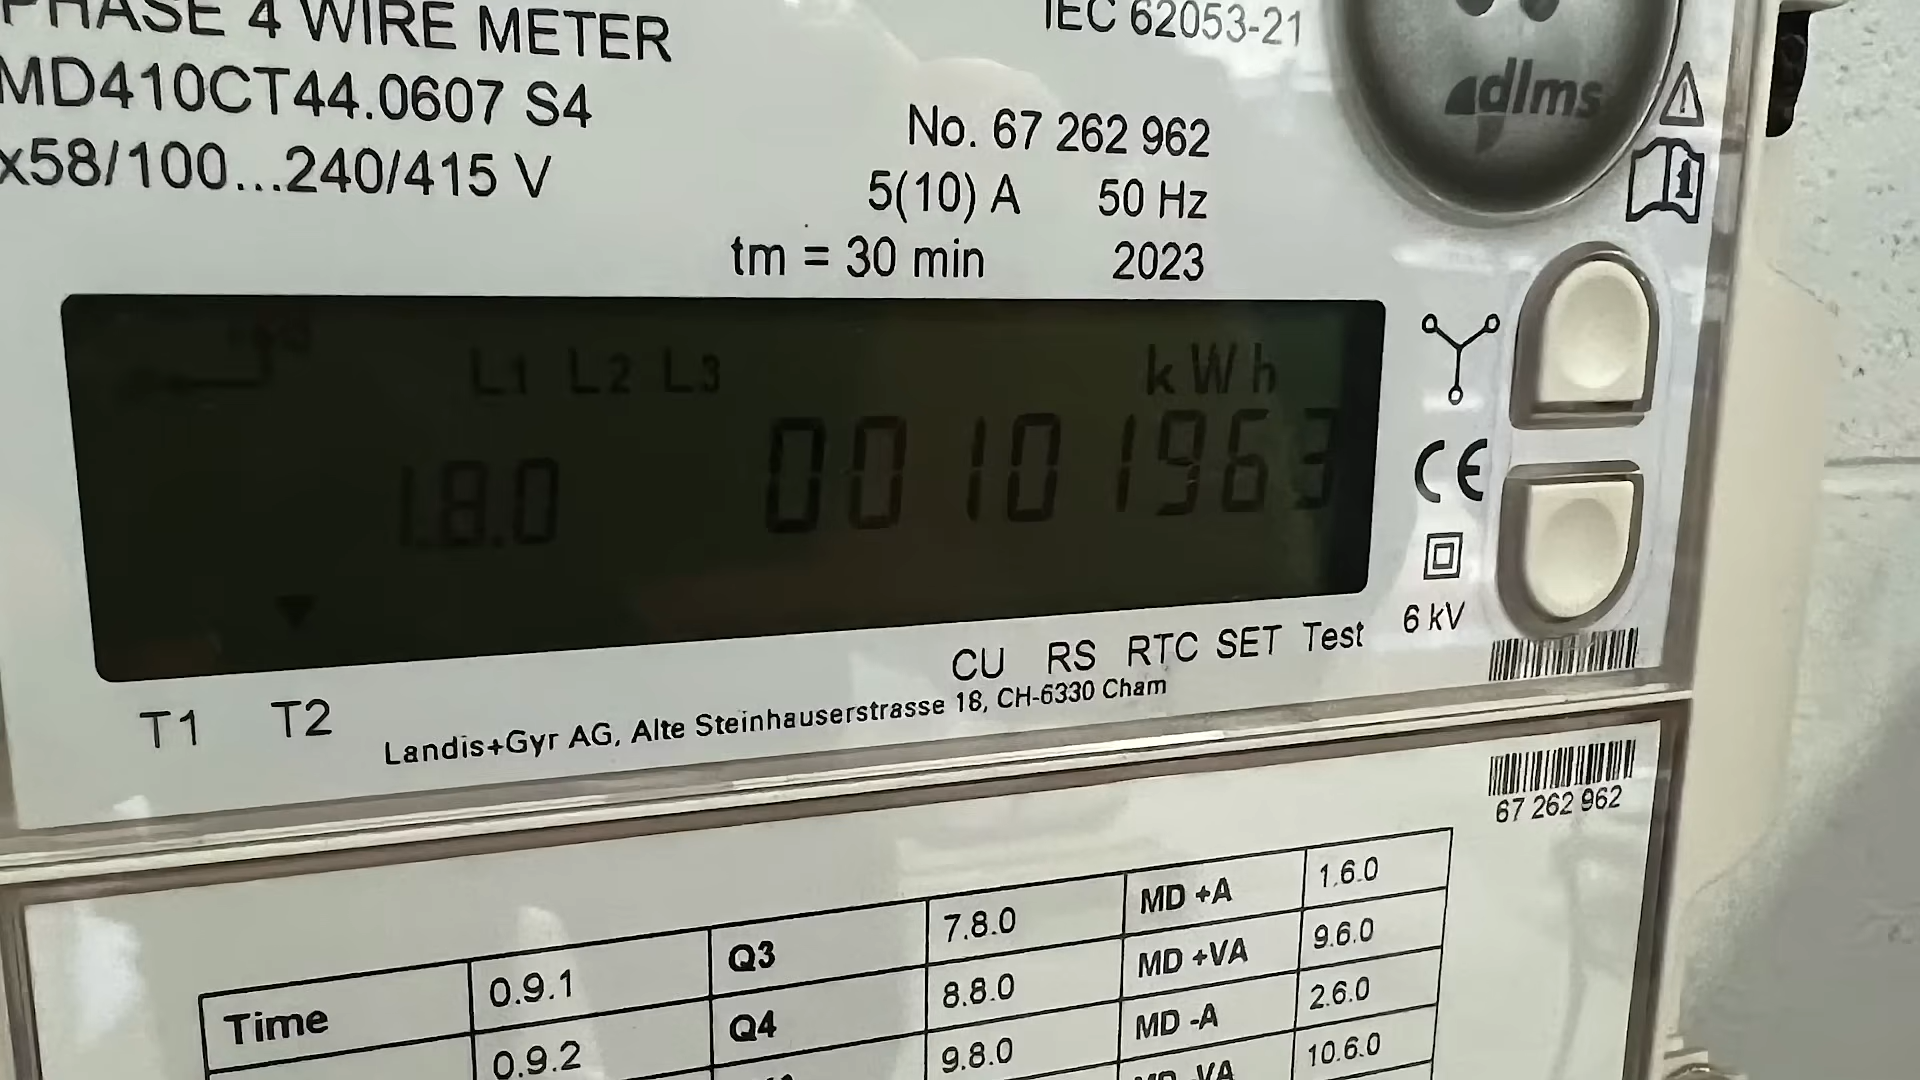 PHASE 4 WIRE METER
IEC 62053-21
MD410CT44.0607 S4
x58/100...240/415 V
dlms
No. 67 262 962
5(10) A 50 Hz
tm = 30 min 2023
L1 L2 L3 kWh
1.8.0 00101963
CE
6 kV
CU RS RTC SET Test
T1 T2
Landis+Gyr AG, Alte Steinhauserstrasse 18, CH-6330 Cham
67 262 962
Time 0.9.1 Q3 7.8.0 MD +A 1.6.0
0.9.2 Q4 8.8.0 MD +VA 9.6.0
9.8.0 MD -A 2.6.0
MD -VA 10.6.0